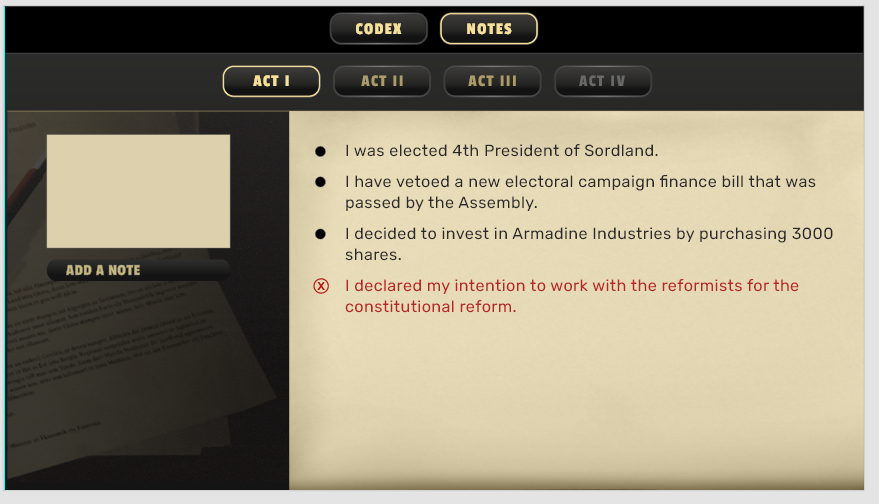 CODEX
NOTES
ACT I
ACT II
ACT III
ACT IV
ADD A NOTE
I was elected 4th President of Sordland.
I have vetoed a new electoral campaign finance bill that was
passed by the Assembly.
I decided to invest in Armadine Industries by purchasing 3000
shares.
I declared my intention to work with the reformists for the
constitutional reform.